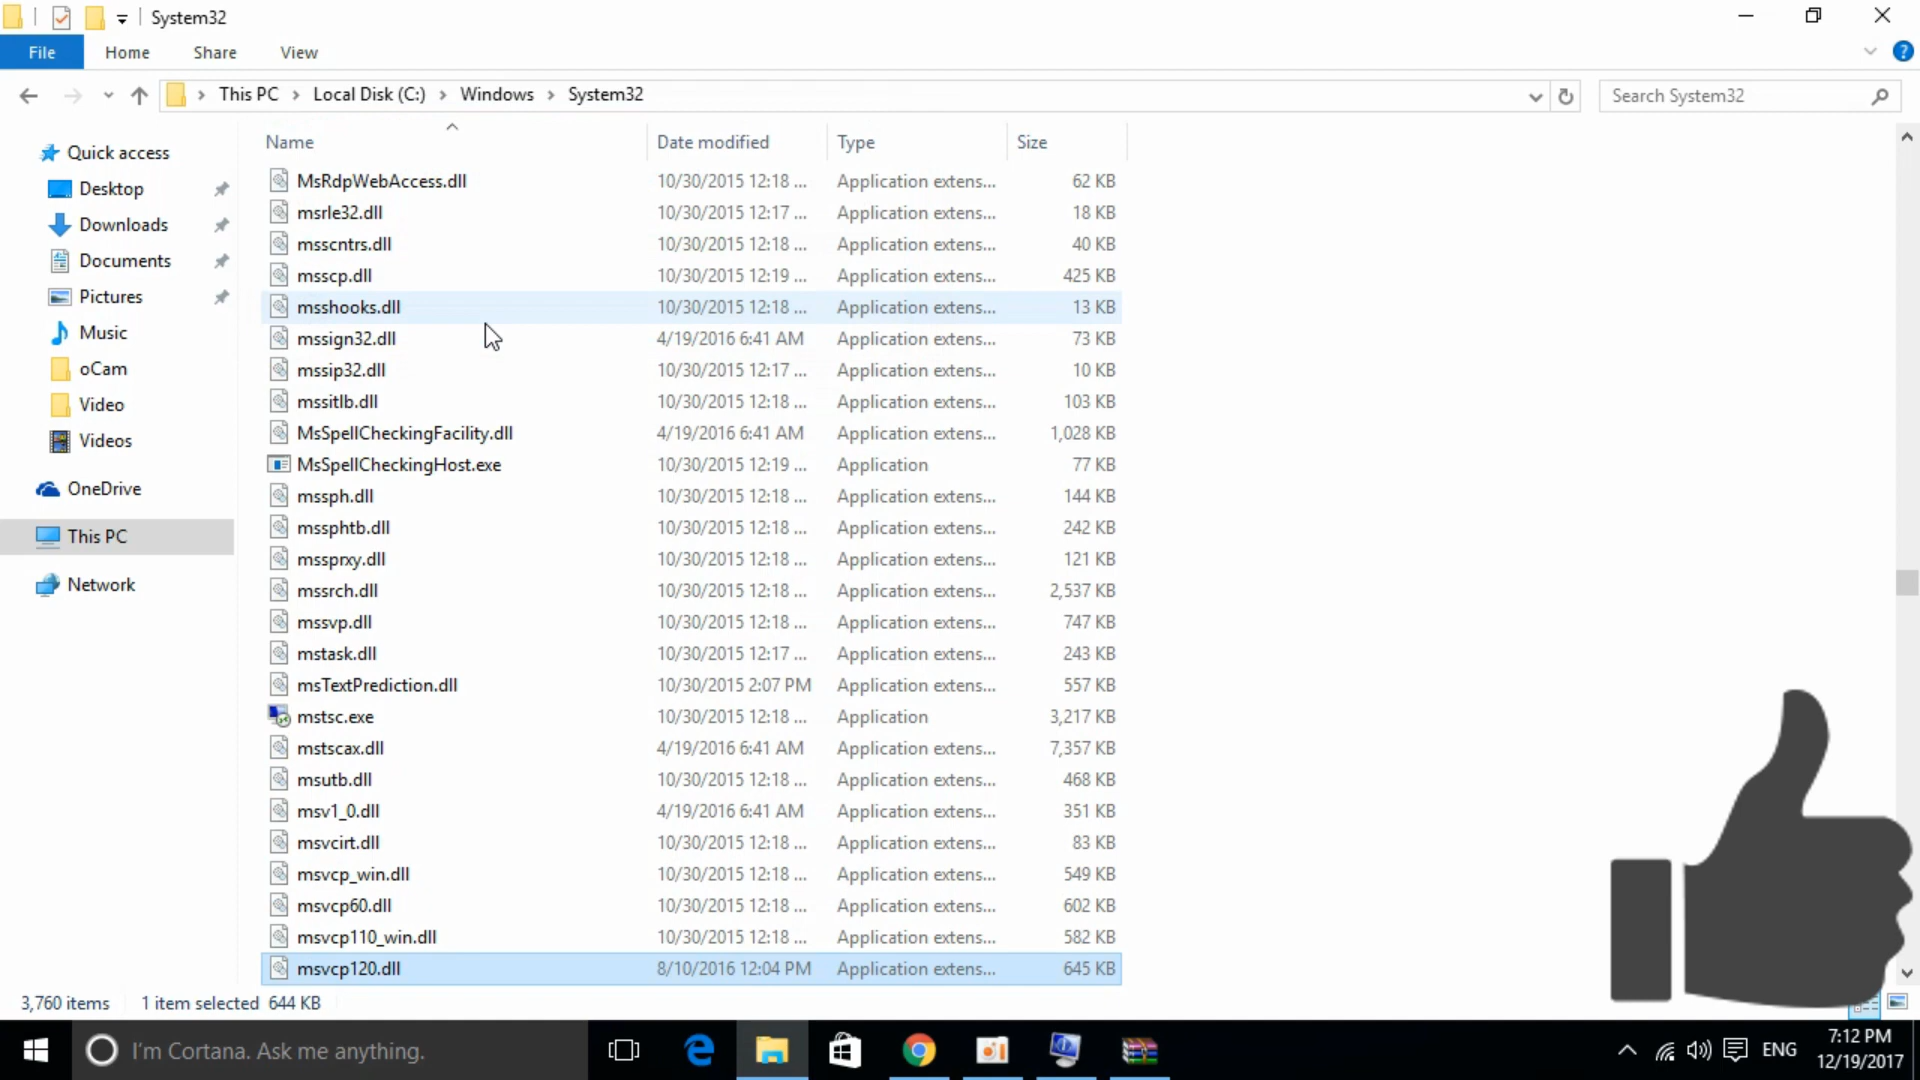 System32
File Home Share View
This PC Local Disk (C:) Windows System32
Search System32
Name Date modified Type Size
Quick access
Desktop
Downloads
Documents
Pictures
Music
oCam
Video
Videos
OneDrive
This PC
Network
MsRdpWebAccess.dll 10/30/2015 12:18 ... Application extens... 62 KB
msrle32.dll 10/30/2015 12:17 ... Application extens... 18 KB
msscntrs.dll 10/30/2015 12:18 ... Application extens... 40 KB
msscp.dll 10/30/2015 12:19 ... Application extens... 425 KB
msshooks.dll 10/30/2015 12:18 ... Application extens... 13 KB
mssign32.dll 4/19/2016 6:41 AM Application extens... 73 KB
mssip32.dll 10/30/2015 12:17 ... Application extens... 10 KB
mssitlb.dll 10/30/2015 12:18 ... Application extens... 103 KB
MsSpellCheckingFacility.dll 4/19/2016 6:41 AM Application extens... 1,028 KB
MsSpellCheckingHost.exe 10/30/2015 12:19 ... Application 77 KB
mssph.dll 10/30/2015 12:18 ... Application extens... 144 KB
mssphtb.dll 10/30/2015 12:18 ... Application extens... 242 KB
mssprxy.dll 10/30/2015 12:18 ... Application extens... 121 KB
mssrch.dll 10/30/2015 12:18 ... Application extens... 2,537 KB
mssvp.dll 10/30/2015 12:18 ... Application extens... 747 KB
mstask.dll 10/30/2015 12:17 ... Application extens... 243 KB
msTextPrediction.dll 10/30/2015 2:07 PM Application extens... 557 KB
mstsc.exe 10/30/2015 12:18 ... Application 3,217 KB
mstscax.dll 4/19/2016 6:41 AM Application extens... 7,357 KB
msutb.dll 10/30/2015 12:18 ... Application extens... 468 KB
msv1_0.dll 4/19/2016 6:41 AM Application extens... 351 KB
msvcirt.dll 10/30/2015 12:18 ... Application extens... 83 KB
msvcp_win.dll 10/30/2015 12:18 ... Application extens... 549 KB
msvcp60.dll 10/30/2015 12:18 ... Application extens... 602 KB
msvcp110_win.dll 10/30/2015 12:18 ... Application extens... 582 KB
msvcp120.dll 8/10/2016 12:04 PM Application extens... 645 KB
3,760 items 1 item selected 644 KB
I'm Cortana. Ask me anything.
ENG
7:12 PM
12/19/2017